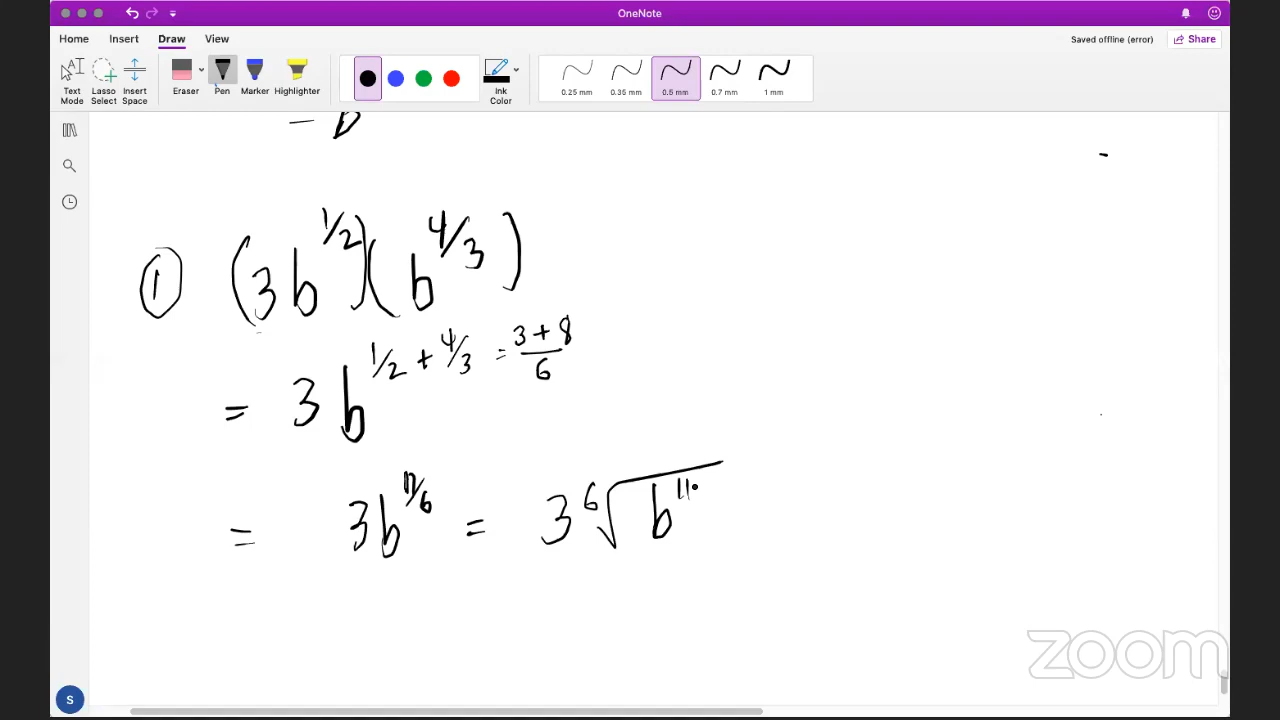 OneNote
Home Insert Draw View
Saved offline (error) Share
Text Mode Lasso Select Insert Space Eraser Pen Marker Highlighter Ink Color 0.25 mm 0.35 mm 0.5 mm 0.7 mm 1 mm
① (3b^{1/2})(b^{4/3})
= 3b^{1/2 + 4/3 = \frac{3+8}{6}}
= 3b^{11/6} = 3 \sqrt[6]{b^{11}}
zoom
S